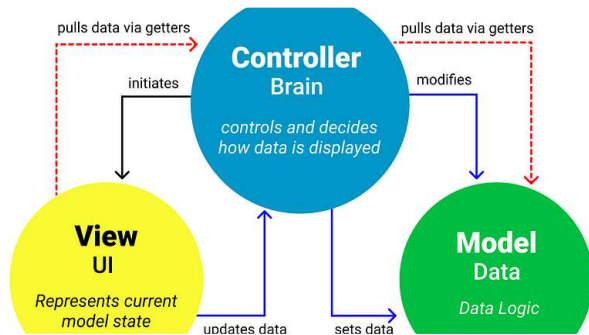 pulls data via getters
pulls data via getters
Controller
Brain
initiates
modifies
controls and decides
how data is displayed
View
UI
Represents current
model state
Model
Data
Data Logic
updates data
sets data